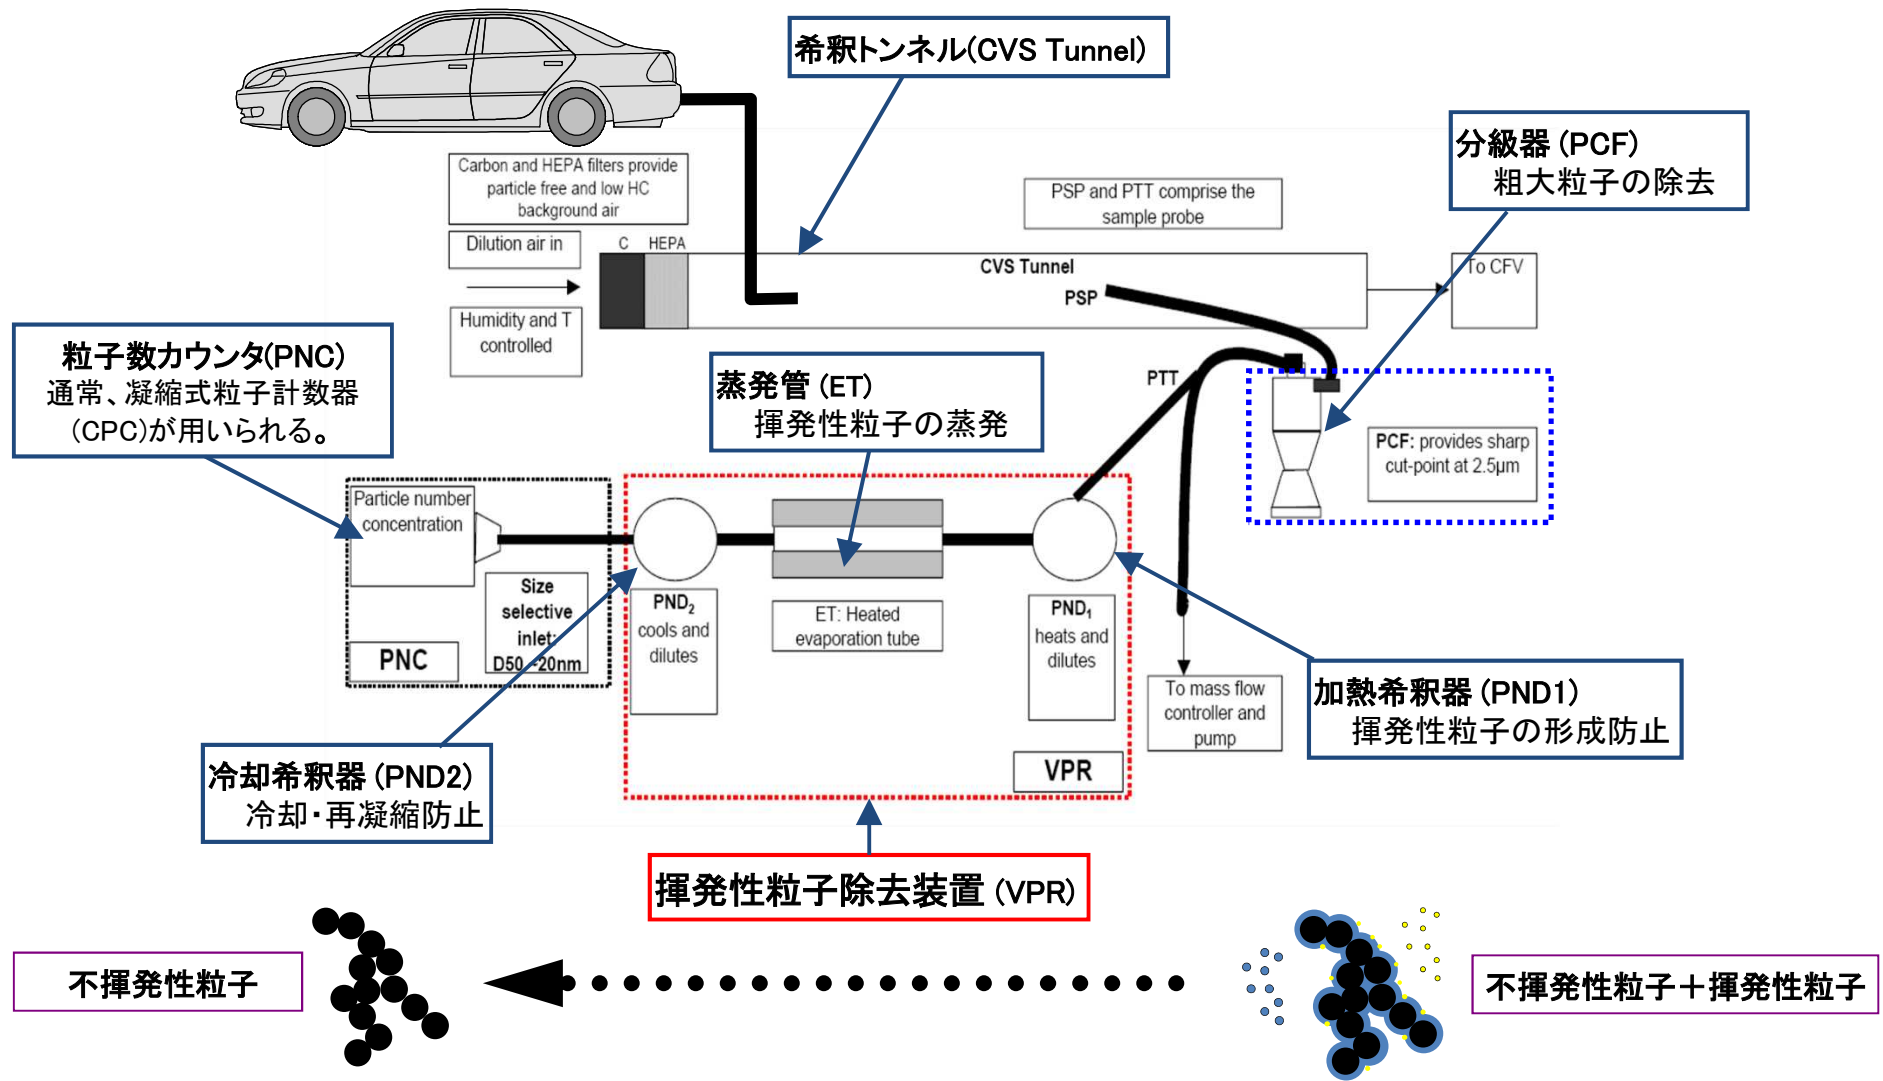 希釈トンネル(CVS Tunnel)
分級器 (PCF)
粗大粒子の除去
Carbon and HEPA filters provide
particle free and low HC
background air
PSP and PTT comprise the
sample probe
Dilution air in
C
HEPA
CVS Tunnel
PSP
To CFV
Humidity and T
controlled
粒子数カウンタ(PNC)
通常、凝縮式粒子計数器
(CPC)が用いられる。
蒸発管 (ET)
揮発性粒子の蒸発
PTT
PCF: provides sharp
cut-point at 2.5μm
Particle number
concentration
Size
selective
inlet:
D50 ~20nm
PNC
PND2
cools and
dilutes
ET: Heated
evaporation tube
PND1
heats and
dilutes
To mass flow
controller and
pump
加熱希釈器 (PND1)
揮発性粒子の形成防止
VPR
冷却希釈器 (PND2)
冷却・再凝縮防止
揮発性粒子除去装置 (VPR)
不揮発性粒子
不揮発性粒子＋揮発性粒子